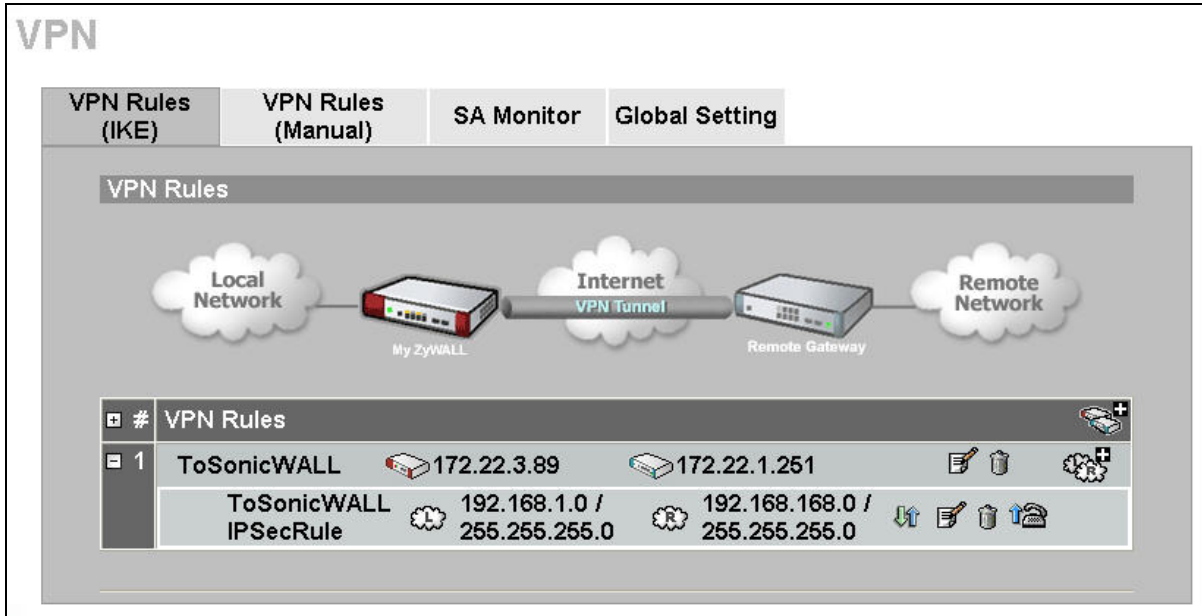 VPN
VPN Rules
(IKE)
VPN Rules
(Manual)
SA Monitor
Global Setting
VPN Rules
Local
Network
Internet
VPN Tunnel
Remote
Network
My ZyWALL
Remote Gateway
# VPN Rules
1 ToSonicWALL 172.22.3.89 172.22.1.251
R
ToSonicWALL L 192.168.1.0 / R 192.168.168.0 /
IPSecRule 255.255.255.0 255.255.255.0